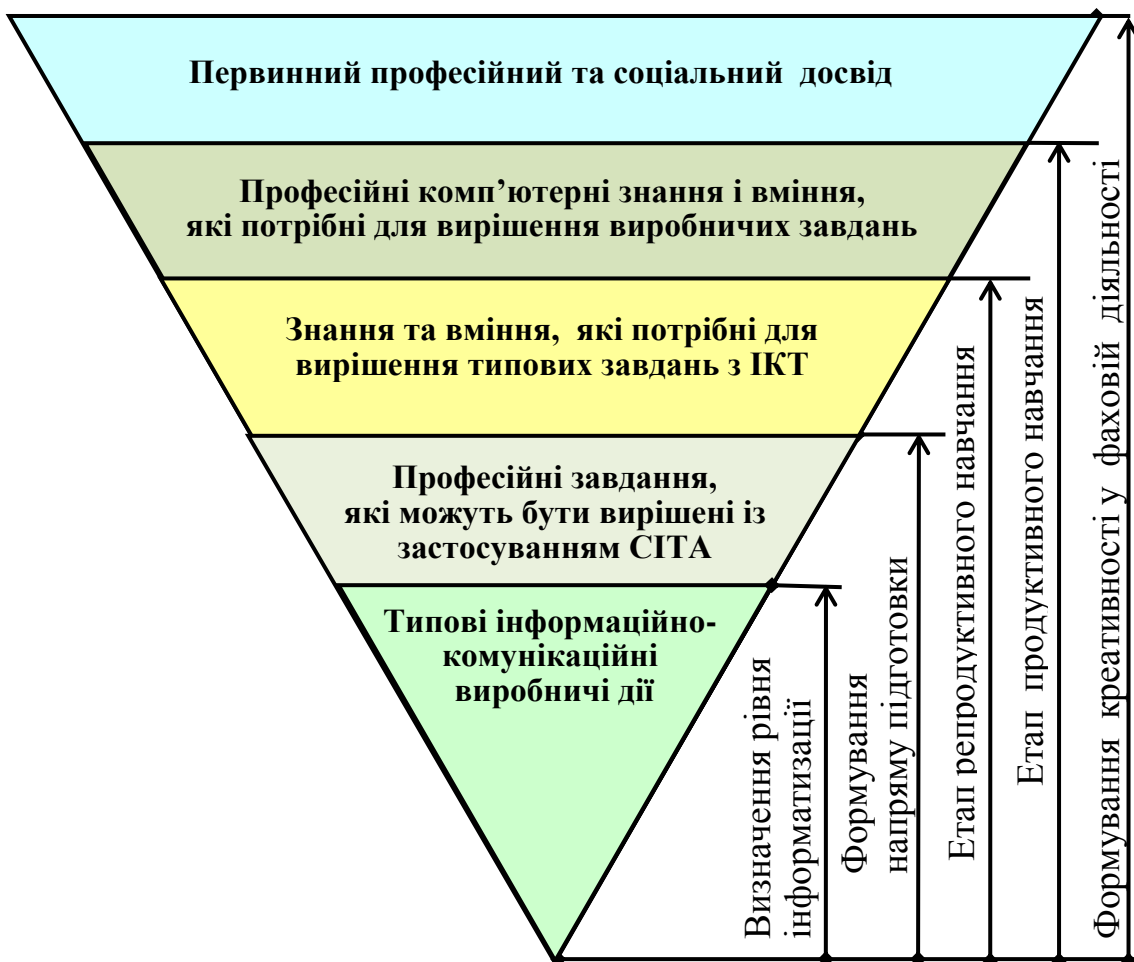 Первинний професійний та соціальний досвід
Професійні комп’ютерні знання і вміння,
які потрібні для вирішення виробничих завдань
Знання та вміння, які потрібні для
вирішення типових завдань з ІКТ
Професійні завдання,
які можуть бути вирішені із
застосуванням СІТА
Типові інформаційно-
комунікаційні
виробничі дії
Визначення рівня
інформатизації
Формування
напряму підготовки
Етап репродуктивного навчання
Етап продуктивного навчання
Формування креативності у фаховій діяльності